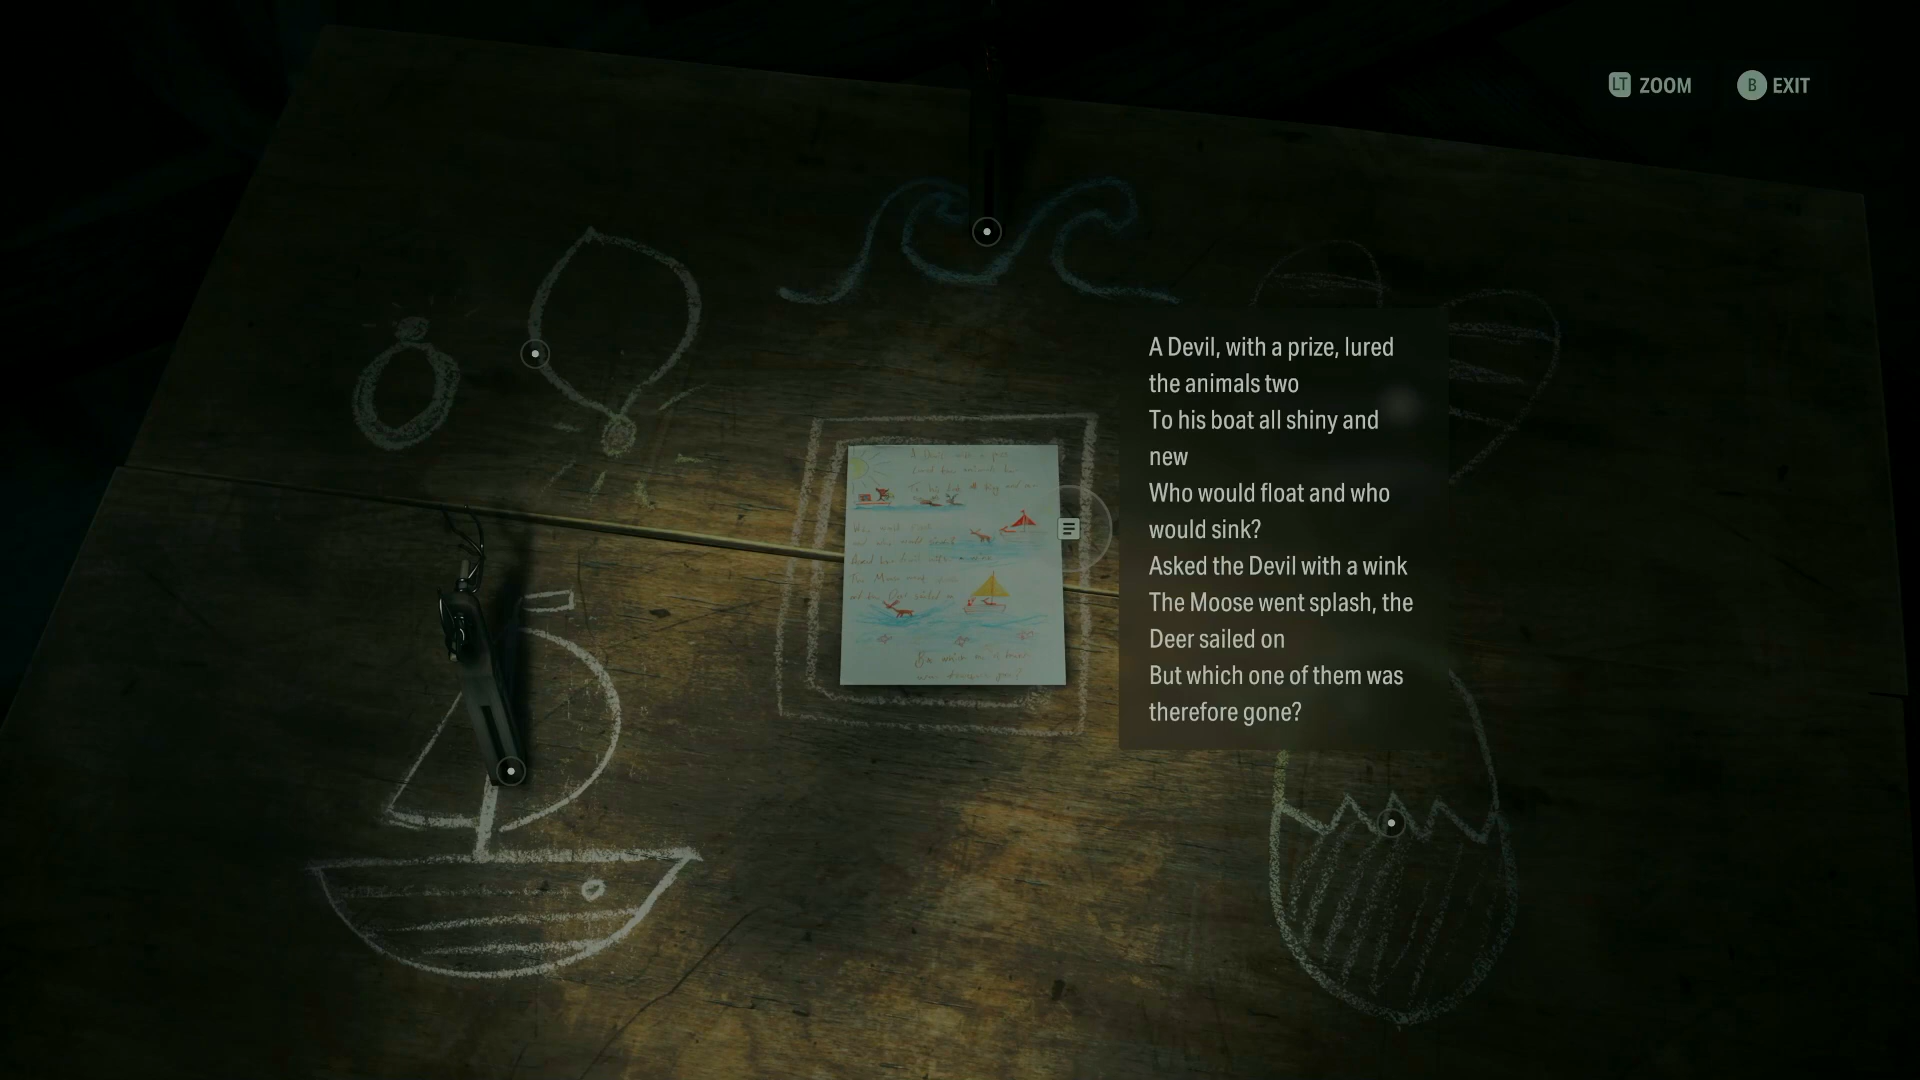 LT ZOOM
B EXIT
A Devil, with a prize, lured
the animals two
To his boat all shiny and
new
Who would float and who
would sink?
Asked the Devil with a wink
The Moose went splash, the
Deer sailed on
But which one of them was
therefore gone?